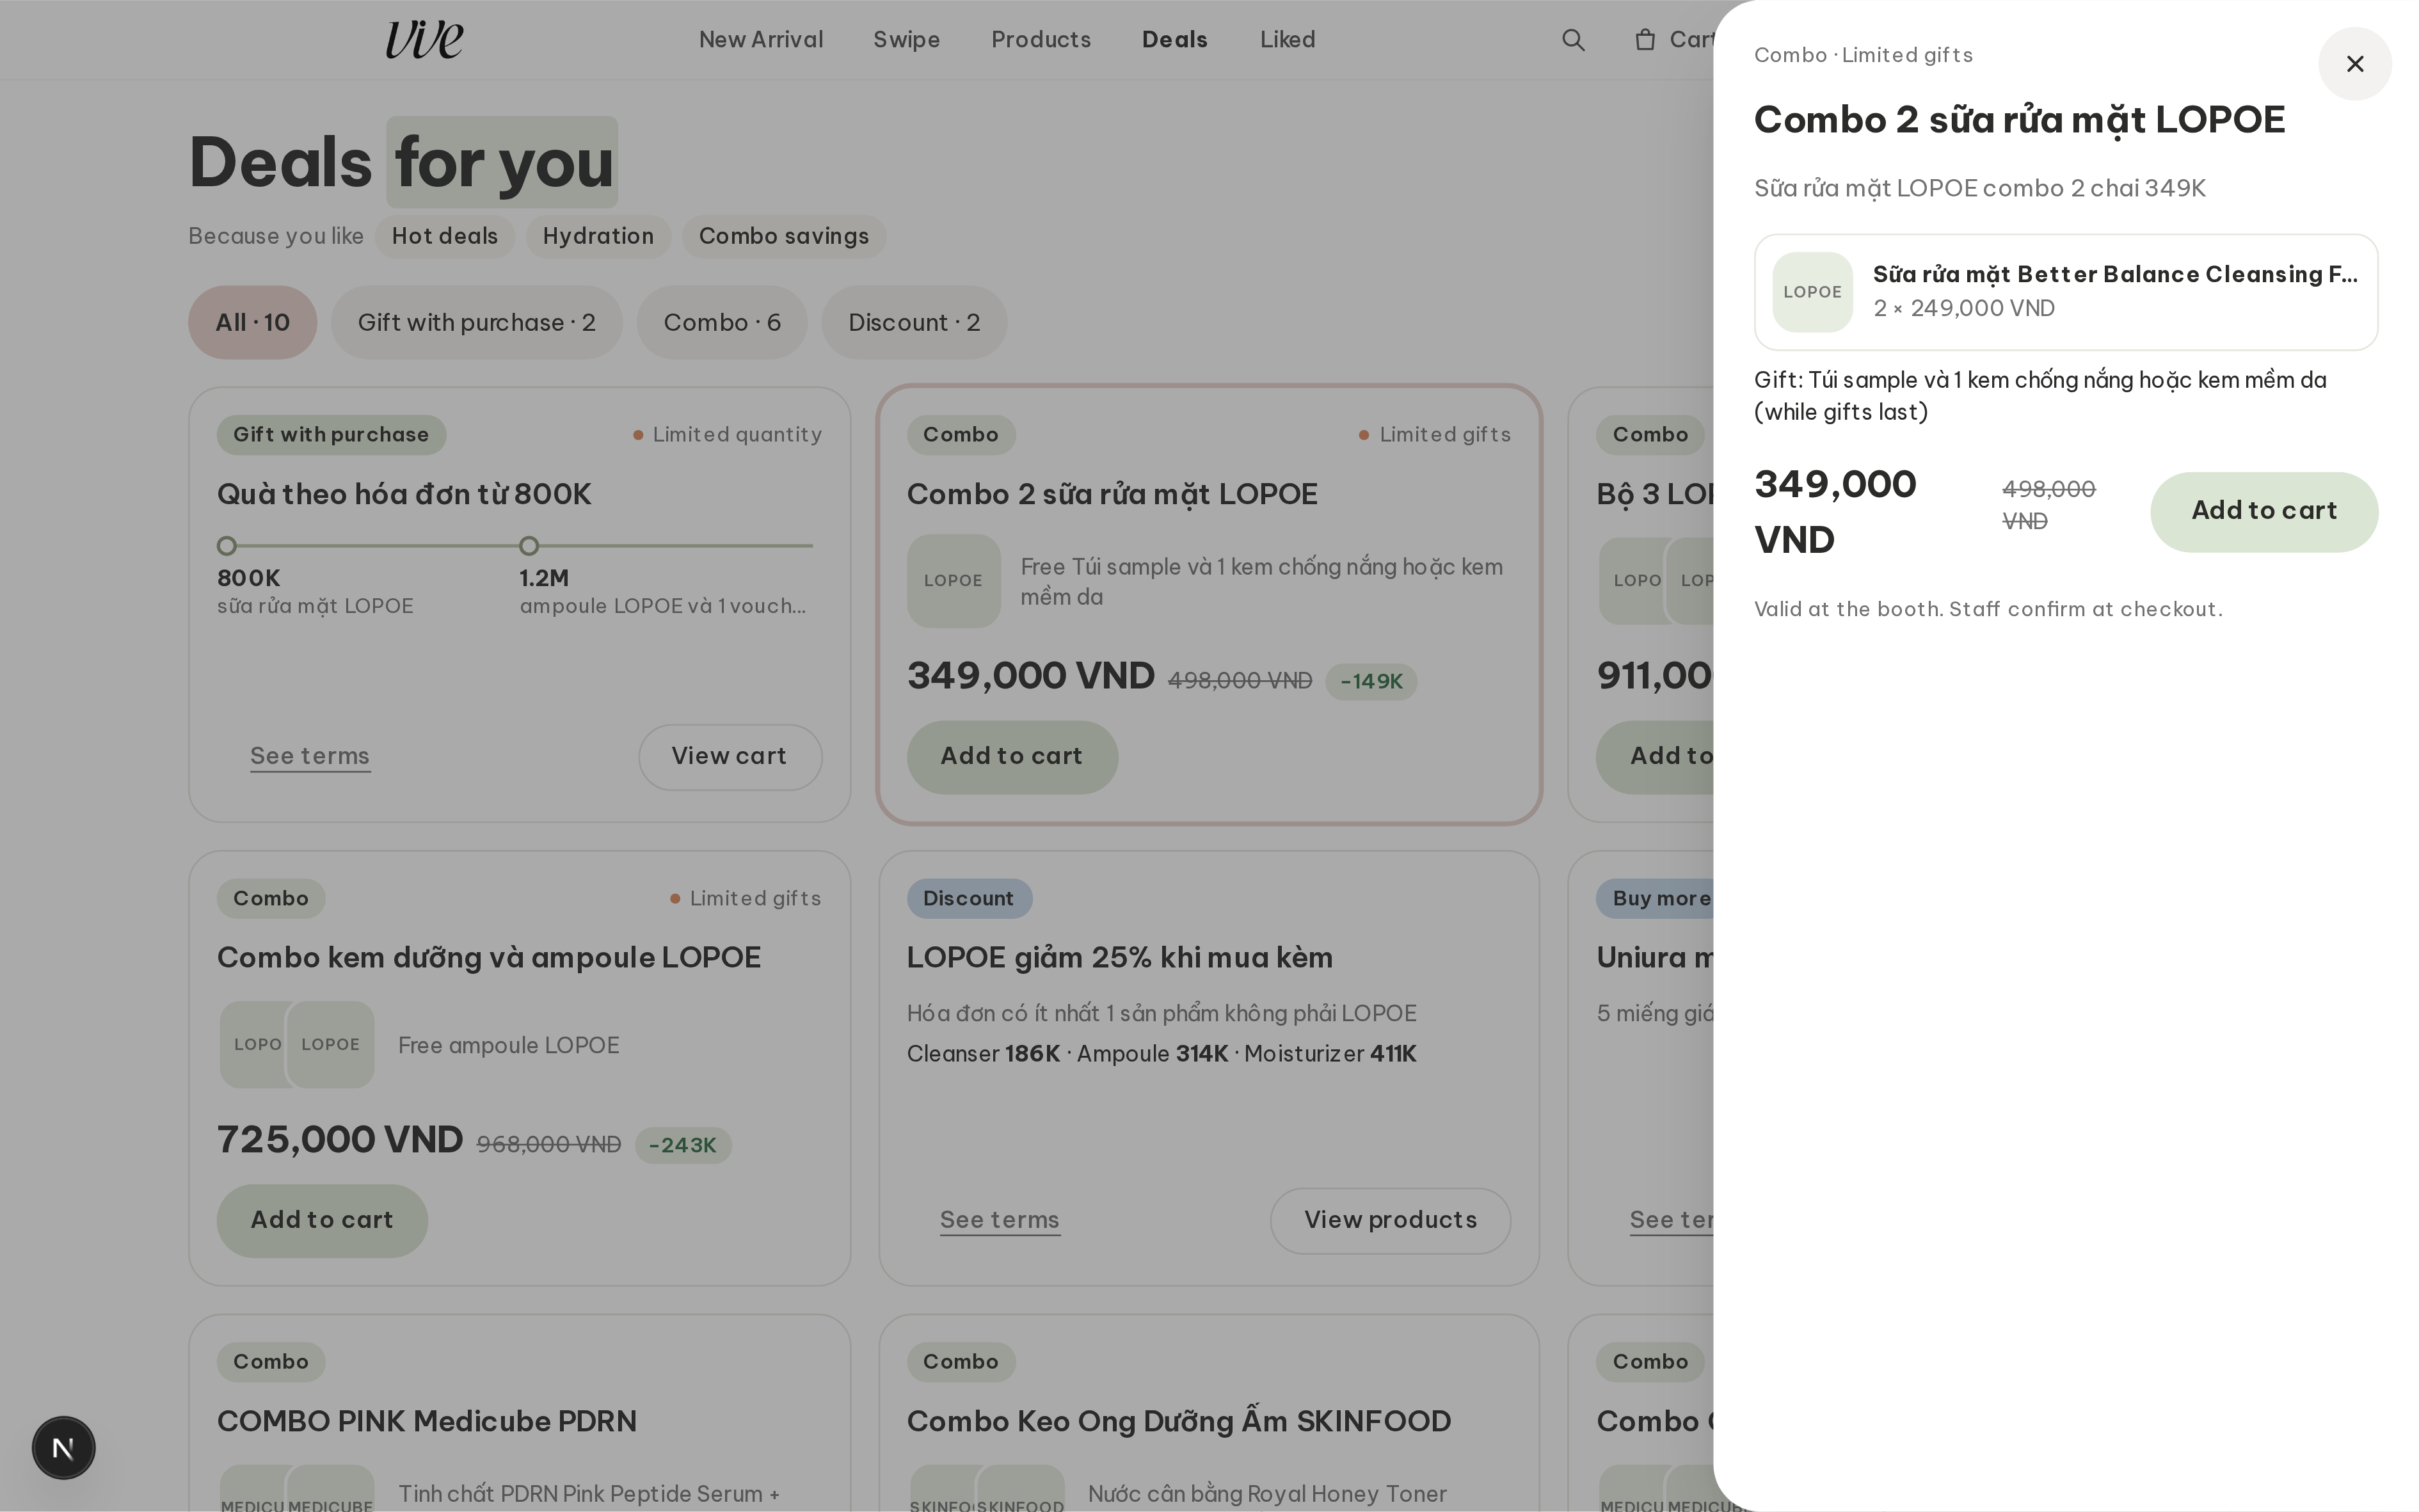 ViVe
New Arrival
Swipe
Products
Deals
Liked
Cart
Deals for you
Because you like
Hot deals
Hydration
Combo savings
All · 10
Gift with purchase · 2
Combo · 6
Discount · 2
Gift with purchase
Limited quantity
Quà theo hóa đơn từ 800K
800K
sữa rửa mặt LOPOE
1.2M
ampoule LOPOE và 1 vouch...
See terms
View cart
Combo
Limited gifts
Combo 2 sữa rửa mặt LOPOE
LOPOE
Free Túi sample và 1 kem chống nắng hoặc kem
mềm da
349,000 VND
498,000 VND
-149K
Add to cart
Combo
Bộ 3 LOP
LOPO
LOP
911,00
Add to
Combo
Limited gifts
Combo kem dưỡng và ampoule LOPOE
LOPO
LOPOE
Free ampoule LOPOE
725,000 VND
968,000 VND
-243K
Add to cart
Discount
LOPOE giảm 25% khi mua kèm
Hóa đơn có ít nhất 1 sản phẩm không phải LOPOE
Cleanser 186K · Ampoule 314K · Moisturizer 411K
See terms
View products
Buy more
Uniura m
5 miếng giá
See ter
Combo
COMBO PINK Medicube PDRN
MEDICU
MEDICUBE
Tinh chất PDRN Pink Peptide Serum +
Combo
Combo Keo Ong Dưỡng Ẩm SKINFOOD
SKINFO
SKINFOOD
Nước cân bằng Royal Honey Toner
Combo
Combo
MEDICU
MEDICUB
N
Combo · Limited gifts
Combo 2 sữa rửa mặt LOPOE
Sữa rửa mặt LOPOE combo 2 chai 349K
LOPOE
Sữa rửa mặt Better Balance Cleansing F...
2 × 249,000 VND
Gift: Túi sample và 1 kem chống nắng hoặc kem mềm da
(while gifts last)
349,000
VND
498,000
VND
Add to cart
Valid at the booth. Staff confirm at checkout.